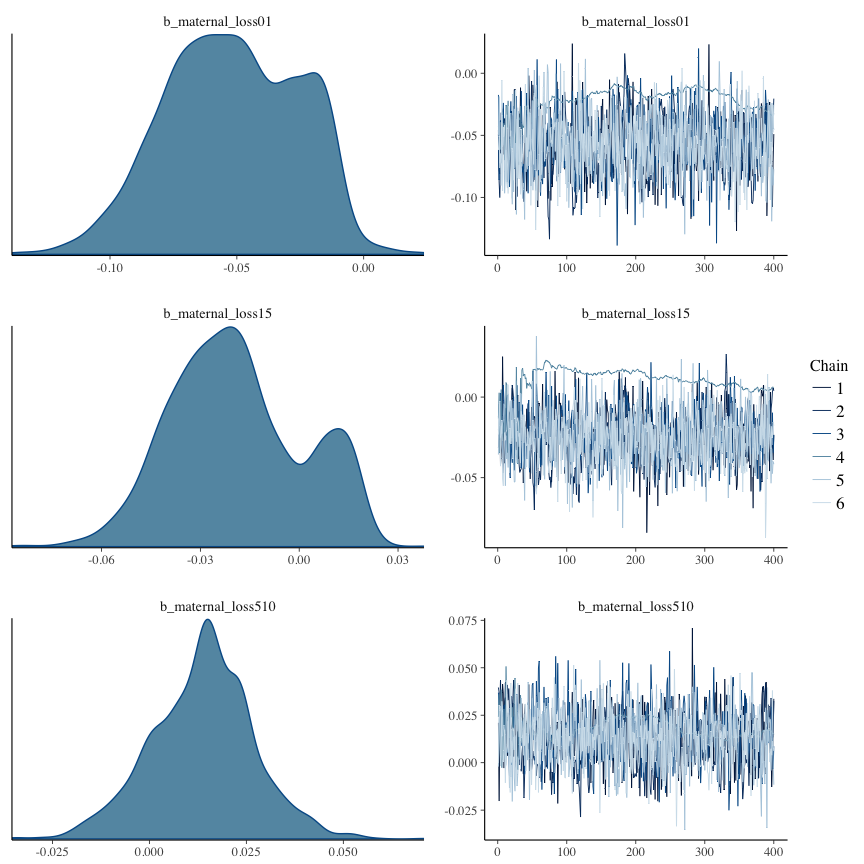 b_maternal_loss01
-0.10 -0.05 0.00
b_maternal_loss01
0.00
-0.05
-0.10
0 100 200 300 400
b_maternal_loss15
-0.06 -0.03 0.00 0.03
b_maternal_loss15
0.00
-0.05
0 100 200 300 400
Chain
1
2
3
4
5
6
b_maternal_loss510
-0.025 0.000 0.025 0.050
b_maternal_loss510
0.075
0.050
0.025
0.000
-0.025
0 100 200 300 400